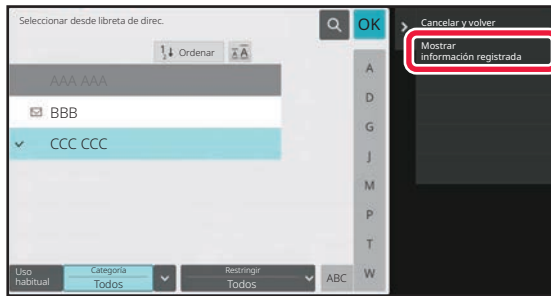 Seleccionar desde libreta de direc.
OK
Cancelar y volver
Mostrar
información registrada
Ordenar
AAA AAA
BBB
CCC CCC
A
D
G
J
M
P
T
W
Uso
habitual
Categoría
Todos
Restringir
Todos
ABC